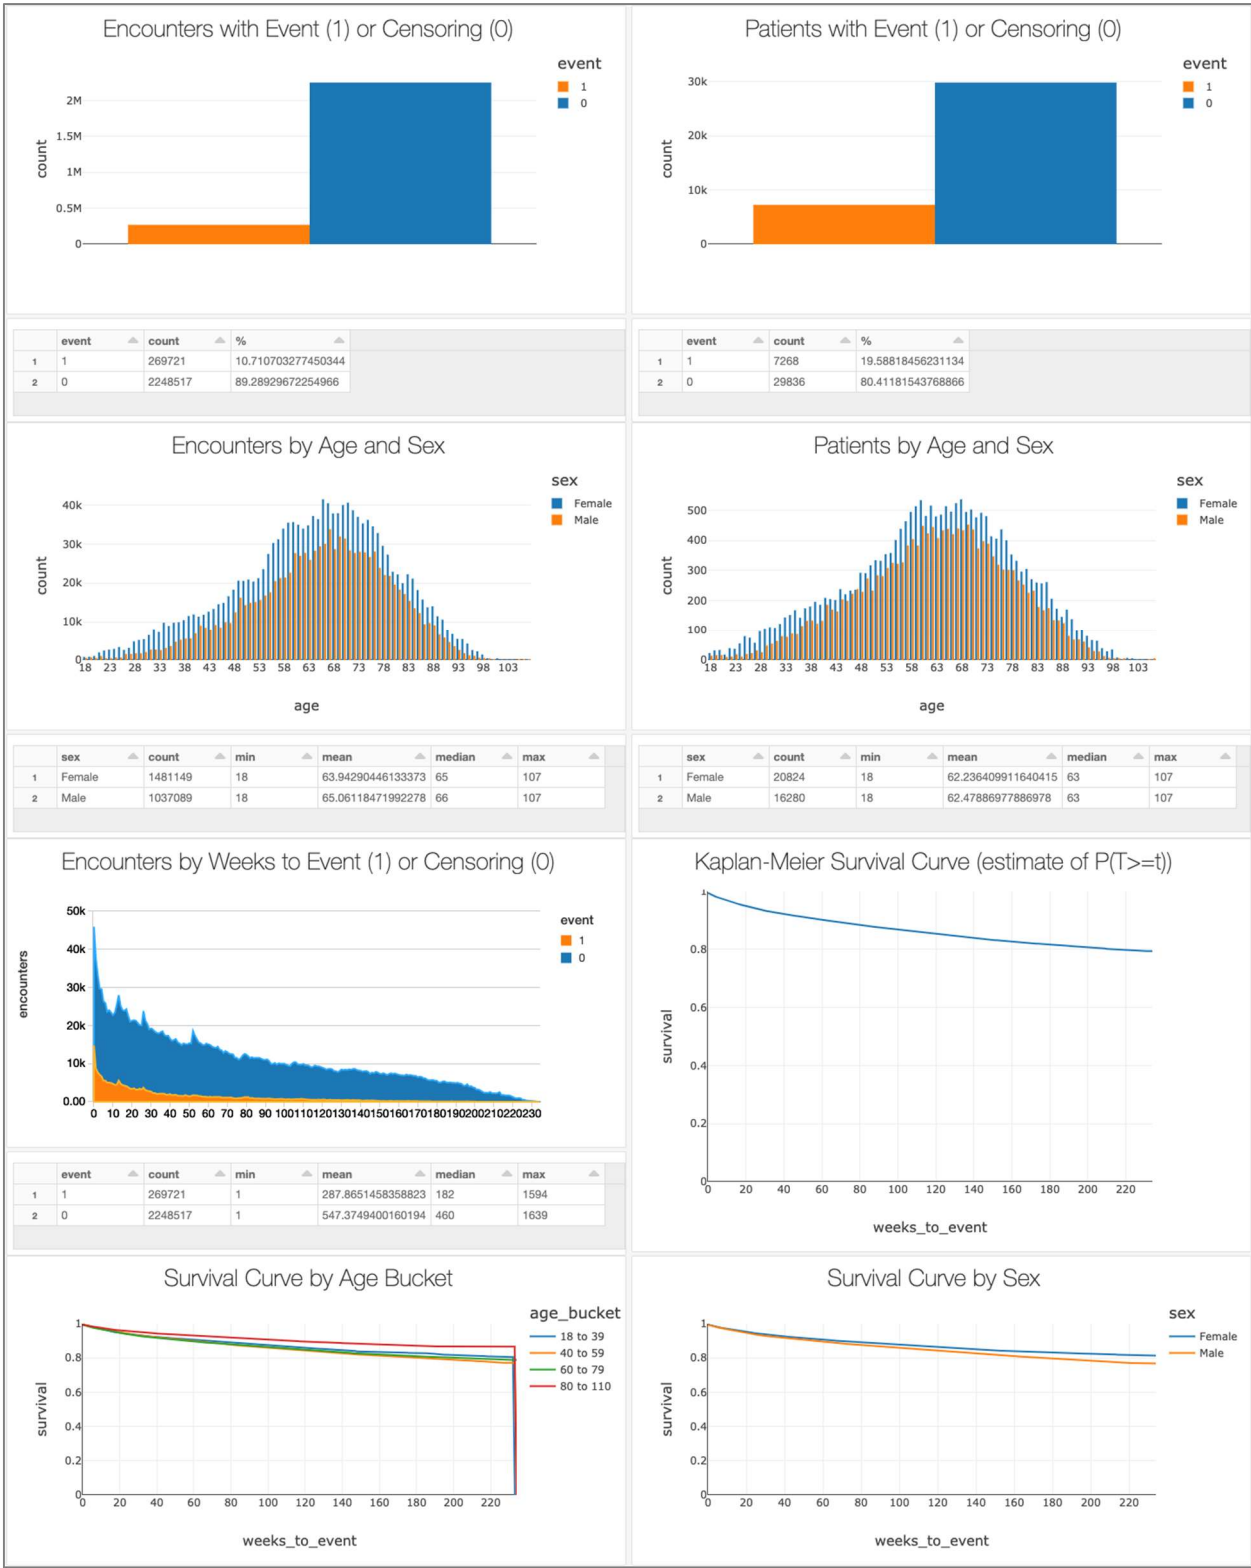 Encounters with Event (1) or Censoring (0)
event
1
0
2M
1.5M
1M
0.5M
0
count
event count %
1 1 269721 10.710703277450344
2 0 2248517 89.28929672254966
Patients with Event (1) or Censoring (0)
event
1
0
30k
20k
10k
0
count
event count %
1 1 7268 19.58818456231134
2 0 29836 80.41181543768866
Encounters by Age and Sex
sex
Female
Male
40k
30k
20k
10k
0
count
18 23 28 33 38 43 48 53 58 63 68 73 78 83 88 93 98 103
age
sex count min mean median max
1 Female 1481149 18 63.94290446133373 65 107
2 Male 1037089 18 65.06118471992278 66 107
Patients by Age and Sex
sex
Female
Male
500
400
300
200
100
0
count
18 23 28 33 38 43 48 53 58 63 68 73 78 83 88 93 98 103
age
sex count min mean median max
1 Female 20824 18 62.236409911640415 63 107
2 Male 16280 18 62.47886977886978 63 107
Encounters by Weeks to Event (1) or Censoring (0)
event
1
0
50k
40k
30k
20k
10k
0.00
encounters
0 10 20 30 40 50 60 70 80 90 100 110 120 130 140 150 160 170 180 190 200 210 220 230
event count min mean median max
1 1 269721 1 287.8651458358823 182 1594
2 0 2248517 1 547.3749400160194 460 1639
Kaplan-Meier Survival Curve (estimate of P(T>=t))
1
0.8
0.6
0.4
0.2
0
survival
0 20 40 60 80 100 120 140 160 180 200 220
weeks_to_event
Survival Curve by Age Bucket
age_bucket
18 to 39
40 to 59
60 to 79
80 to 110
1
0.8
0.6
0.4
0.2
0
survival
0 20 40 60 80 100 120 140 160 180 200 220
weeks_to_event
Survival Curve by Sex
sex
Female
Male
1
0.8
0.6
0.4
0.2
0
survival
0 20 40 60 80 100 120 140 160 180 200 220
weeks_to_event